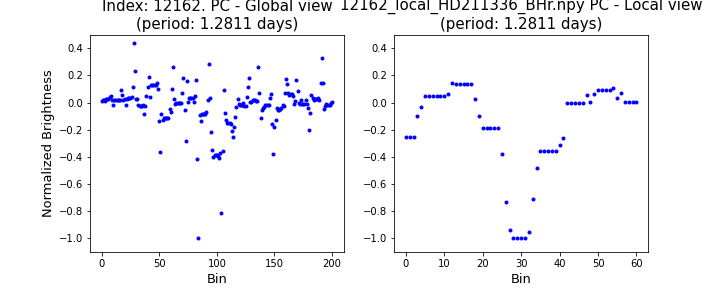 Index: 12162. PC - Global view
(period: 1.2811 days)
12162_local_HD211336_BHr.npy PC - Local view
(period: 1.2811 days)
Normalized Brightness
0.4
0.2
0.0
−0.2
−0.4
−0.6
−0.8
−1.0
0 50 100 150 200
Bin
0.4
0.2
0.0
−0.2
−0.4
−0.6
−0.8
−1.0
0 10 20 30 40 50 60
Bin